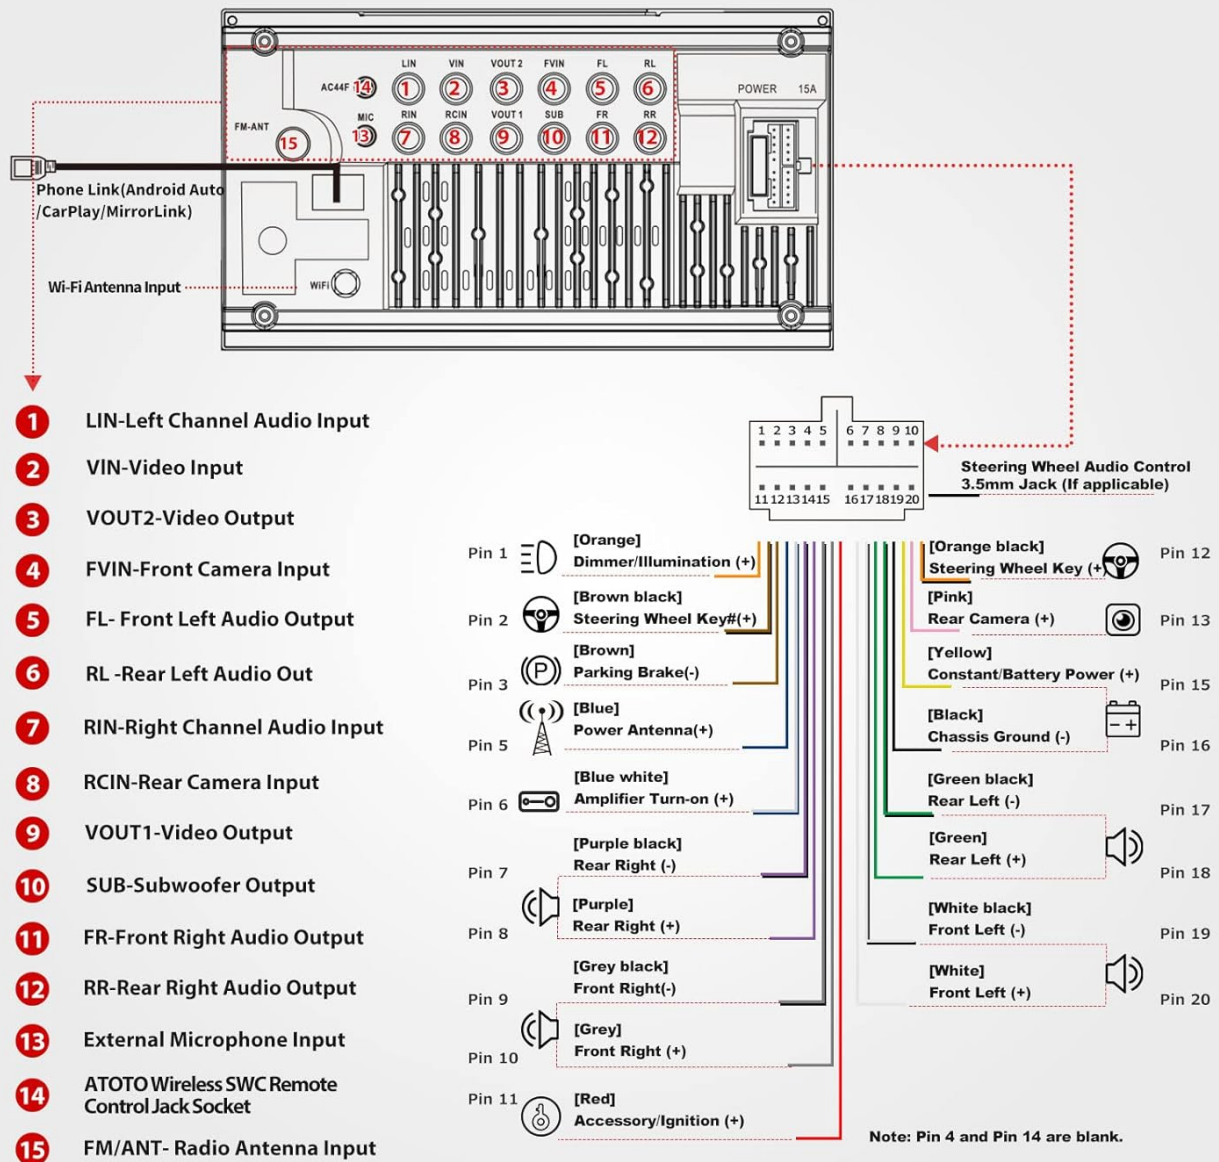 LIN VIN VOUT 2 FVIN FL RL
AC44F 14 1 2 3 4 5 6
POWER 15A
MIC RIN RCIN VOUT 1 SUB FR RR
FM-ANT 15 13 7 8 9 10 11 12
Phone Link(Android Auto
/CarPlay/MirrorLink)
Wi-Fi Antenna Input
WiFi
1 LIN-Left Channel Audio Input
2 VIN-Video Input
3 VOUT2-Video Output
4 FVIN-Front Camera Input
5 FL- Front Left Audio Output
6 RL -Rear Left Audio Out
7 RIN-Right Channel Audio Input
8 RCIN-Rear Camera Input
9 VOUT1-Video Output
10 SUB-Subwoofer Output
11 FR-Front Right Audio Output
12 RR-Rear Right Audio Output
13 External Microphone Input
14 ATOTO Wireless SWC Remote
Control Jack Socket
15 FM/ANT- Radio Antenna Input
1 2 3 4 5 6 7 8 9 10
11 12 13 14 15 16 17 18 19 20
Steering Wheel Audio Control
3.5mm Jack (If applicable)
Pin 1
[Orange]
Dimmer/Illumination (+)
Pin 2
[Brown black]
Steering Wheel Key#(+)
Pin 3
[Brown]
Parking Brake(-)
P
Pin 5
[Blue]
Power Antenna(+)
Pin 6
[Blue white]
Amplifier Turn-on (+)
Pin 7
[Purple black]
Rear Right (-)
Pin 8
[Purple]
Rear Right (+)
Pin 9
[Grey black]
Front Right(-)
Pin 10
[Grey]
Front Right (+)
Pin 11
[Red]
Accessory/Ignition (+)
[Orange black]
Steering Wheel Key (+)
Pin 12
[Pink]
Rear Camera (+)
Pin 13
[Yellow]
Constant/Battery Power (+)
Pin 15
- +
[Black]
Chassis Ground (-)
Pin 16
[Green black]
Rear Left (-)
Pin 17
[Green]
Rear Left (+)
Pin 18
[White black]
Front Left (-)
Pin 19
[White]
Front Left (+)
Pin 20
Note: Pin 4 and Pin 14 are blank.